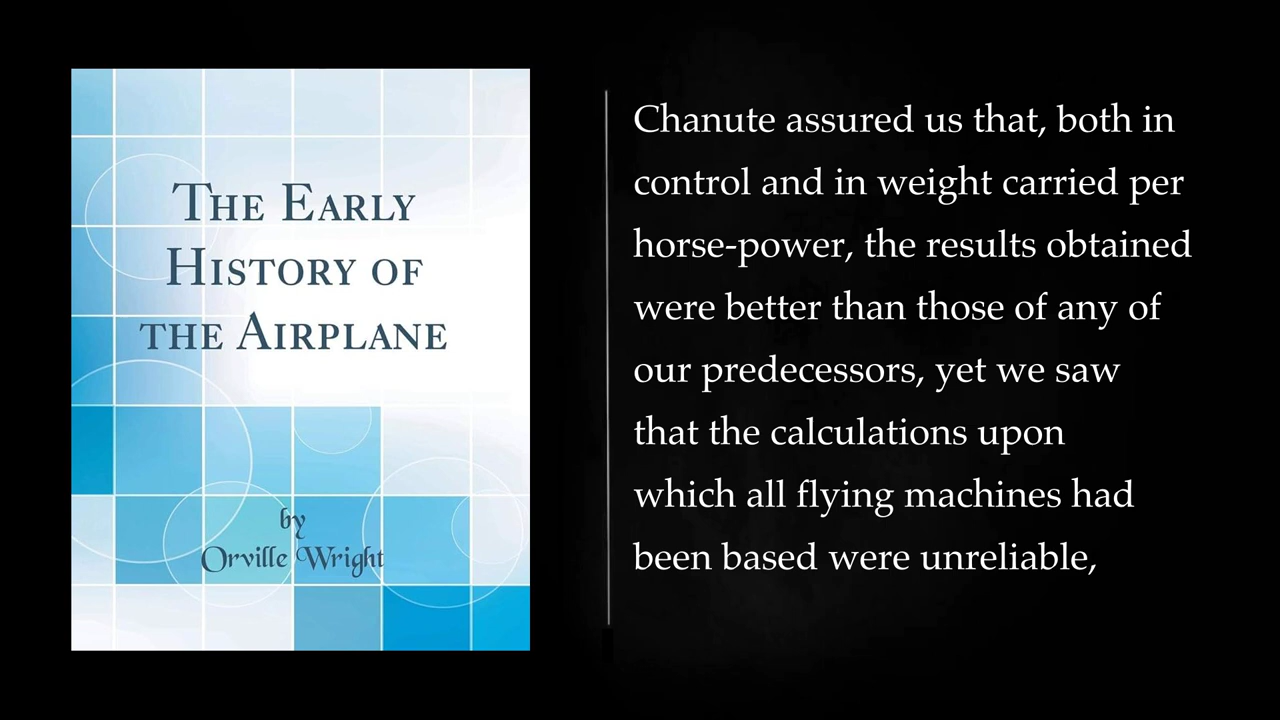 The Early
History of
the Airplane
by
Orville Wright
Chanute assured us that, both in
control and in weight carried per
horse-power, the results obtained
were better than those of any of
our predecessors, yet we saw
that the calculations upon
which all flying machines had
been based were unreliable,